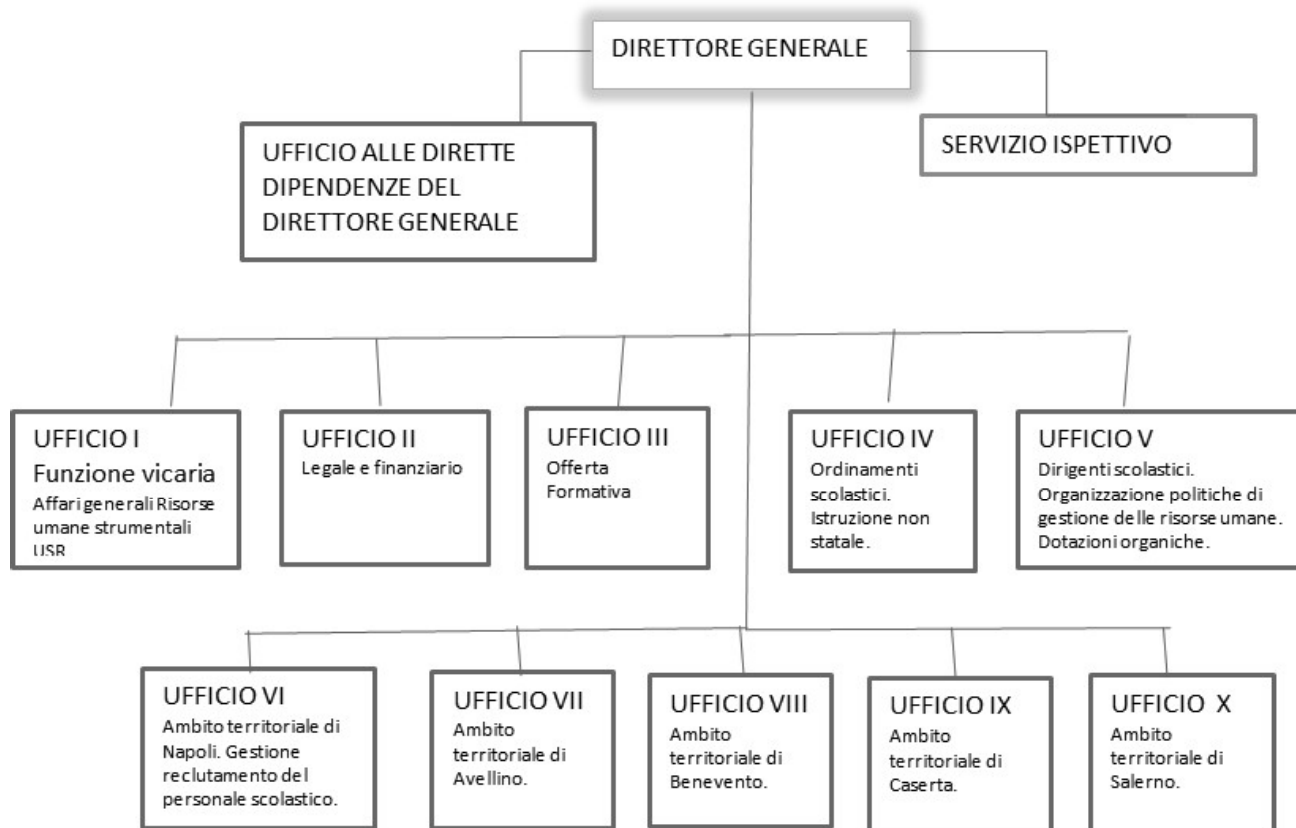 DIRETTORE GENERALE
UFFICIO ALLE DIRETTE
DIPENDENZE DEL
DIRETTORE GENERALE
SERVIZIO ISPETTIVO
UFFICIO I
Funzione vicaria
Affari generali Risorse
umane strumentali
USR
UFFICIO II
Legale e finanziario
UFFICIO III
Offerta
Formativa
UFFICIO IV
Ordinamenti
scolastici.
Istruzione non
statale.
UFFICIO V
Dirigenti scolastici.
Organizzazione politiche di
gestione delle risorse umane.
Dotazioni organiche.
UFFICIO VI
Ambito territoriale di
Napoli. Gestione
reclutamento del
personale scolastico.
UFFICIO VII
Ambito
territoriale di
Avellino.
UFFICIO VIII
Ambito
territoriale di
Benevento.
UFFICIO IX
Ambito
territoriale di
Caserta.
UFFICIO X
Ambito
territoriale di
Salerno.